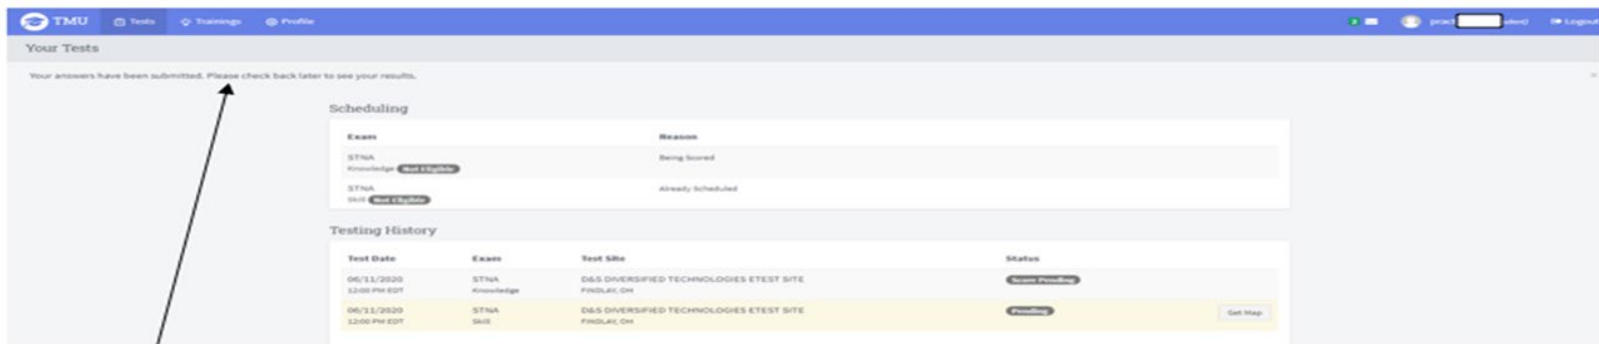 TMU Tests Trainings Profile 2 pract dent) Logout
Your Tests
Your answers have been submitted. Please check back later to see your results. ×
Scheduling
Exam Reason
STNA Being Scored
Knowledge Not Eligible
STNA Already Scheduled
Skill Not Eligible
Testing History
Test Date Exam Test Site Status
06/11/2020 STNA D&S DIVERSIFIED TECHNOLOGIES ETEST SITE Score Pending
12:00 PM EDT Knowledge FINDLAY, OH
06/11/2020 STNA D&S DIVERSIFIED TECHNOLOGIES ETEST SITE Pending Get Map
12:00 PM EDT Skill FINDLAY, OH